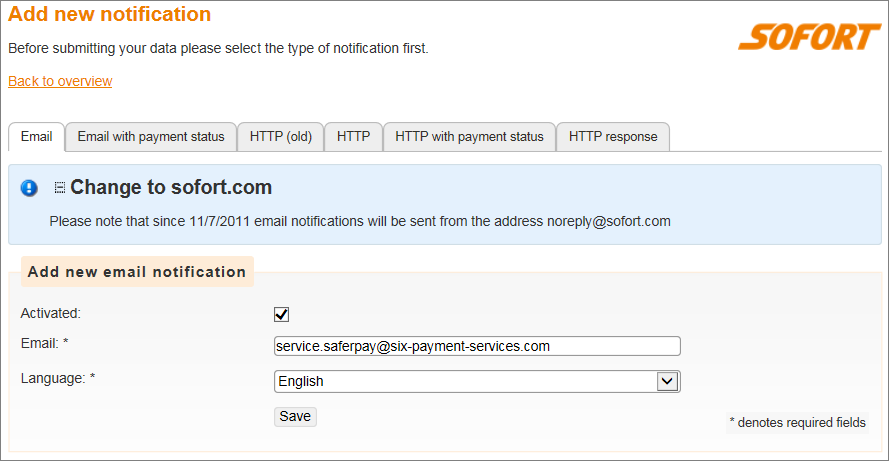 Add new notification
SOFORT
Before submitting your data please select the type of notification first.
Back to overview
Email
Email with payment status
HTTP (old)
HTTP
HTTP with payment status
HTTP response
Change to sofort.com
Please note that since 11/7/2011 email notifications will be sent from the address noreply@sofort.com
Add new email notification
Activated:
Email: *
service.saferpay@six-payment-services.com
Language: *
English
Save
* denotes required fields